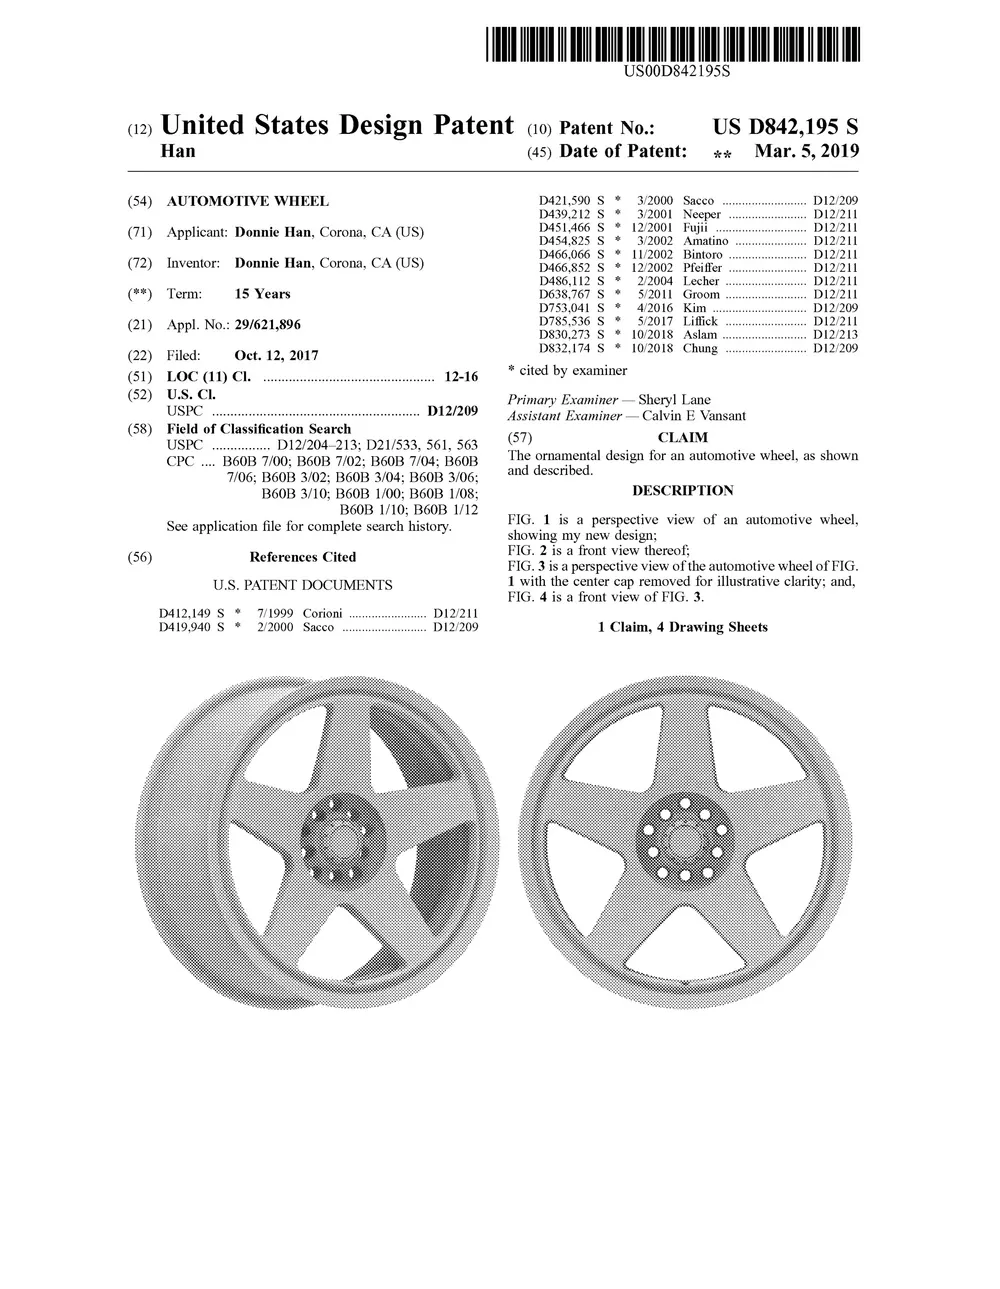 US00D842195S
(12) United States Design Patent (10) Patent No.: US D842,195 S
Han (45) Date of Patent: ** Mar. 5, 2019
(54) AUTOMOTIVE WHEEL
(71) Applicant: Donnie Han, Corona, CA (US)
(72) Inventor: Donnie Han, Corona, CA (US)
(**) Term: 15 Years
(21) Appl. No.: 29/621,896
(22) Filed: Oct. 12, 2017
(51) LOC (11) Cl. ................................................ 12-16
(52) U.S. Cl.
USPC ......................................................... D12/209
(58) Field of Classification Search
USPC ................ D12/204–213; D21/533, 561, 563
CPC .... B60B 7/00; B60B 7/02; B60B 7/04; B60B
7/06; B60B 3/02; B60B 3/04; B60B 3/06;
B60B 3/10; B60B 1/00; B60B 1/08;
B60B 1/10; B60B 1/12
See application file for complete search history.
(56) References Cited
U.S. PATENT DOCUMENTS
D412,149 S * 7/1999 Corioni ........................ D12/211
D419,940 S * 2/2000 Sacco .......................... D12/209
D421,590 S * 3/2000 Sacco .......................... D12/209
D439,212 S * 3/2001 Neeper ........................ D12/211
D451,466 S * 12/2001 Fujii ............................ D12/211
D454,825 S * 3/2002 Amatino ...................... D12/211
D466,066 S * 11/2002 Bintoro ........................ D12/211
D466,852 S * 12/2002 Pfeiffer ........................ D12/211
D486,112 S * 2/2004 Lecher ......................... D12/211
D638,767 S * 5/2011 Groom ......................... D12/211
D753,041 S * 4/2016 Kim ............................. D12/209
D785,536 S * 5/2017 Liffick ......................... D12/211
D830,273 S * 10/2018 Aslam .......................... D12/213
D832,174 S * 10/2018 Chung ......................... D12/209
* cited by examiner
Primary Examiner — Sheryl Lane
Assistant Examiner — Calvin E Vansant
(57) CLAIM
The ornamental design for an automotive wheel, as shown
and described.
DESCRIPTION
FIG. 1 is a perspective view of an automotive wheel,
showing my new design;
FIG. 2 is a front view thereof;
FIG. 3 is a perspective view of the automotive wheel of FIG.
1 with the center cap removed for illustrative clarity; and,
FIG. 4 is a front view of FIG. 3.
1 Claim, 4 Drawing Sheets